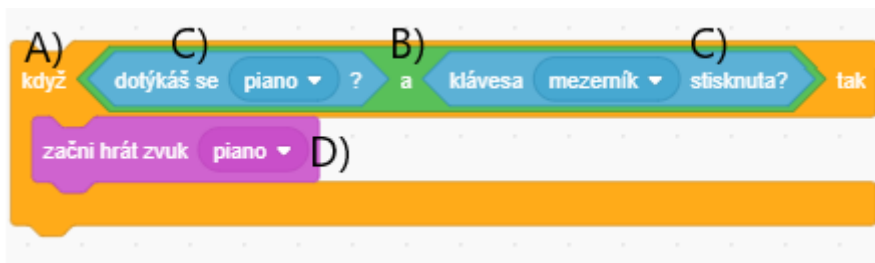 A) C) B) C)
když dotýkáš se piano ? a klávesa mezerník stisknuta? tak
začni hrát zvuk piano D)